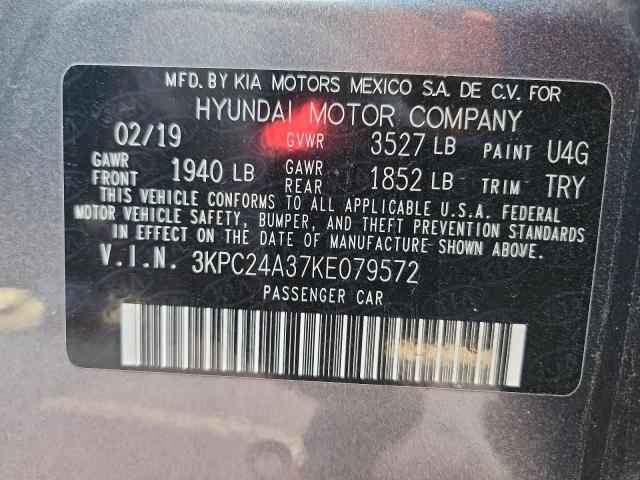 MFD. BY KIA MOTORS MEXICO S.A. DE C.V. FOR
HYUNDAI MOTOR COMPANY
02/19 GVWR 3527 LB PAINT U4G
GAWR FRONT 1940 LB GAWR REAR 1852 LB TRIM TRY
THIS VEHICLE CONFORMS TO ALL APPLICABLE U.S.A. FEDERAL
MOTOR VEHICLE SAFETY, BUMPER, AND THEFT PREVENTION STANDARDS
IN EFFECT ON THE DATE OF MANUFACTURE SHOWN ABOVE.
V.I.N. 3KPC24A37KE079572
PASSENGER CAR